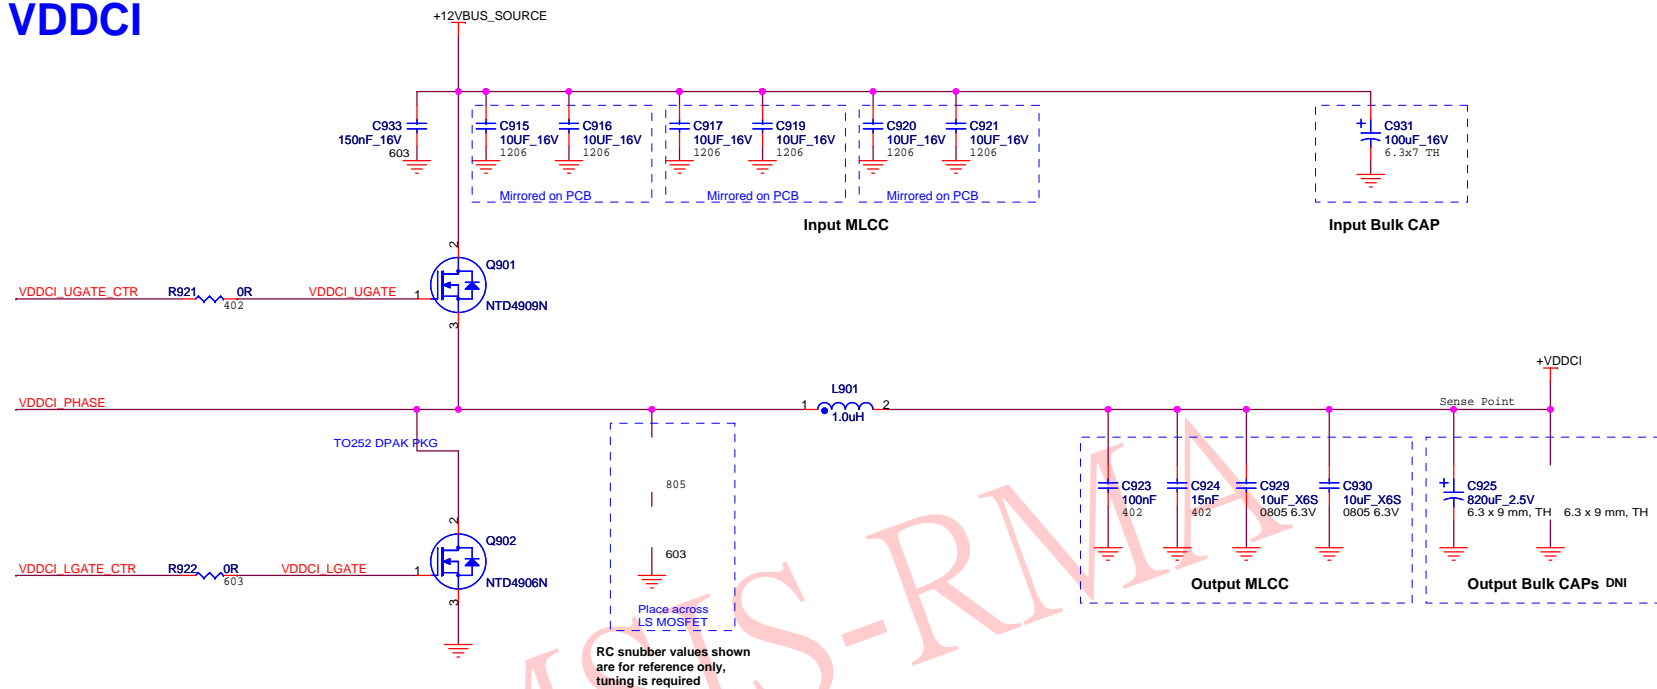 VDDCI
+12VBUS_SOURCE
C933
150nF_16V
603
C915
10UF_16V
1206
C916
10UF_16V
1206
Mirrored on PCB
C917
10UF_16V
1206
C919
10UF_16V
1206
Mirrored on PCB
C920
10UF_16V
1206
C921
10UF_16V
1206
Mirrored on PCB
C931
100uF_16V
6.3x7 TH
Input MLCC
Input Bulk CAP
2
Q901
VDDCI_UGATE_CTR
R921
0R
402
VDDCI_UGATE
1
NTD4909N
3
+VDDCI
VDDCI_PHASE
L901
1
2
1.0uH
Sense Point
TO252 DPAK PKG
805
C923
100nF
402
C924
15nF
402
C929
10uF_X6S
0805 6.3V
C930
10uF_X6S
0805 6.3V
C925
820uF_2.5V
6.3 x 9 mm, TH
6.3 x 9 mm, TH
2
Q902
603
VDDCI_LGATE_CTR
R922
0R
603
VDDCI_LGATE
1
NTD4906N
3
Output MLCC
Output Bulk CAPs DNI
Place across
LS MOSFET
RC snubber values shown
are for reference only,
tuning is required
MSIS-RMA